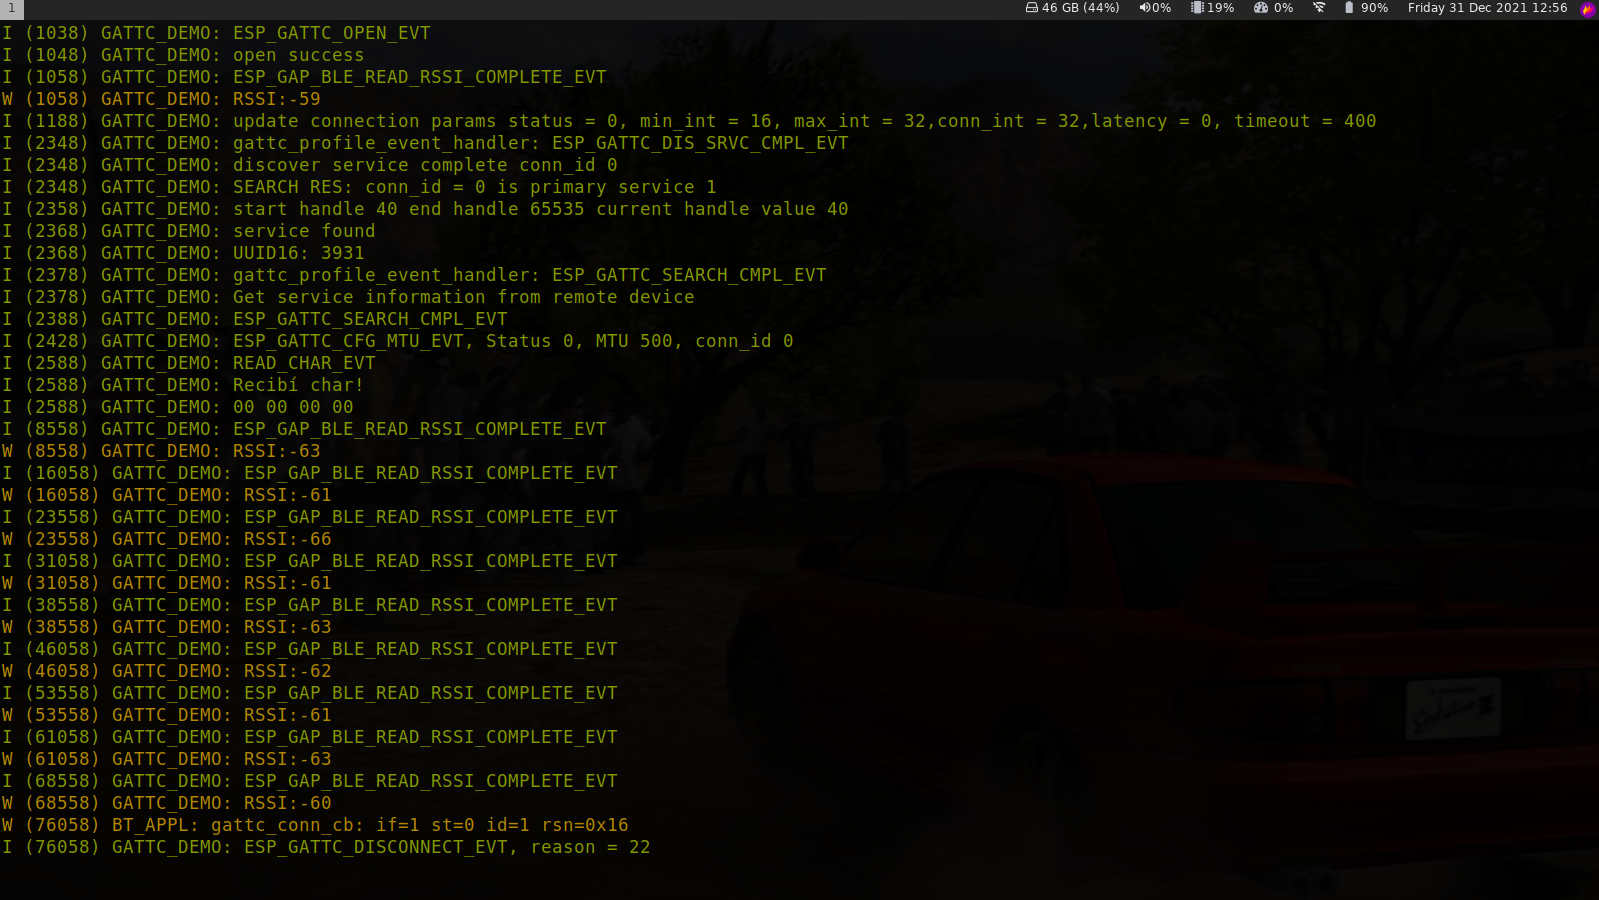 1
46 GB (44%) 0% 19% 0% 90% Friday 31 Dec 2021 12:56
I (1038) GATTC_DEMO: ESP_GATTC_OPEN_EVT
I (1048) GATTC_DEMO: open success
I (1058) GATTC_DEMO: ESP_GAP_BLE_READ_RSSI_COMPLETE_EVT
W (1058) GATTC_DEMO: RSSI:-59
I (1188) GATTC_DEMO: update connection params status = 0, min_int = 16, max_int = 32,conn_int = 32,latency = 0, timeout = 400
I (2348) GATTC_DEMO: gattc_profile_event_handler: ESP_GATTC_DIS_SRVC_CMPL_EVT
I (2348) GATTC_DEMO: discover service complete conn_id 0
I (2348) GATTC_DEMO: SEARCH RES: conn_id = 0 is primary service 1
I (2358) GATTC_DEMO: start handle 40 end handle 65535 current handle value 40
I (2368) GATTC_DEMO: service found
I (2368) GATTC_DEMO: UUID16: 3931
I (2378) GATTC_DEMO: gattc_profile_event_handler: ESP_GATTC_SEARCH_CMPL_EVT
I (2378) GATTC_DEMO: Get service information from remote device
I (2388) GATTC_DEMO: ESP_GATTC_SEARCH_CMPL_EVT
I (2428) GATTC_DEMO: ESP_GATTC_CFG_MTU_EVT, Status 0, MTU 500, conn_id 0
I (2588) GATTC_DEMO: READ_CHAR_EVT
I (2588) GATTC_DEMO: Recibí char!
I (2588) GATTC_DEMO: 00 00 00 00
I (8558) GATTC_DEMO: ESP_GAP_BLE_READ_RSSI_COMPLETE_EVT
W (8558) GATTC_DEMO: RSSI:-63
I (16058) GATTC_DEMO: ESP_GAP_BLE_READ_RSSI_COMPLETE_EVT
W (16058) GATTC_DEMO: RSSI:-61
I (23558) GATTC_DEMO: ESP_GAP_BLE_READ_RSSI_COMPLETE_EVT
W (23558) GATTC_DEMO: RSSI:-66
I (31058) GATTC_DEMO: ESP_GAP_BLE_READ_RSSI_COMPLETE_EVT
W (31058) GATTC_DEMO: RSSI:-61
I (38558) GATTC_DEMO: ESP_GAP_BLE_READ_RSSI_COMPLETE_EVT
W (38558) GATTC_DEMO: RSSI:-63
I (46058) GATTC_DEMO: ESP_GAP_BLE_READ_RSSI_COMPLETE_EVT
W (46058) GATTC_DEMO: RSSI:-62
I (53558) GATTC_DEMO: ESP_GAP_BLE_READ_RSSI_COMPLETE_EVT
W (53558) GATTC_DEMO: RSSI:-61
I (61058) GATTC_DEMO: ESP_GAP_BLE_READ_RSSI_COMPLETE_EVT
W (61058) GATTC_DEMO: RSSI:-63
I (68558) GATTC_DEMO: ESP_GAP_BLE_READ_RSSI_COMPLETE_EVT
W (68558) GATTC_DEMO: RSSI:-60
W (76058) BT_APPL: gattc_conn_cb: if=1 st=0 id=1 rsn=0x16
I (76058) GATTC_DEMO: ESP_GATTC_DISCONNECT_EVT, reason = 22